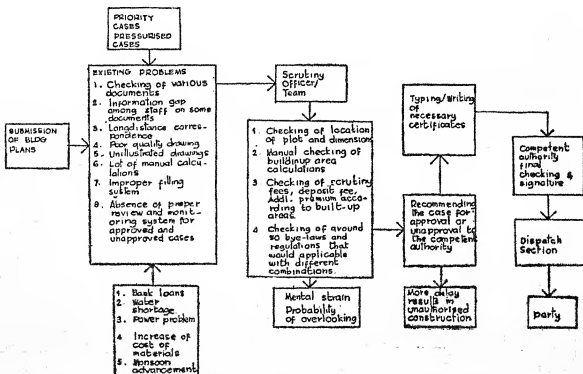 PRIORITY
CASES
PRESSURISED
CASES
SUBMISSION
OF BLDG
PLANS
EXISTING PROBLEMS
1. Checking of various
documents
2. Information gap
among staff on some
documents
3. Longdistance corres-
pondence
4. Poor quality drawing
5. Unillustrated drawings
6. Lot of manual calcu-
lations
7. Improper filling
system
8. Absence of proper
review and monit-
oring system for
approved and
unapproved cases
1. Bank loans
2. Water
shortage
3. Power problem
4 Increase of
cost of
materials
5. Monsoon
advancement
Scrutiny
Officer/
Team
1. Checking of location
of plot and dimension
2. Manual checking of
buildup area
calculations
3 Checking of scrutiny
fees, deposit fee,
Addl. premium acco-
rding to built-up
areas.
4 Checking of around
50 bye-laws and
regulations that
would applicable
with different
combinations.
Mental strain
Probability
of overlooking
Typing/Writing
of necessary
certificates
Recommending
the case for
approval or
unapproval to
the competent
authority
More delay
results in
unauthorised
construction
Competent
authority
final
checking &
signature
Dispatch
Section
party